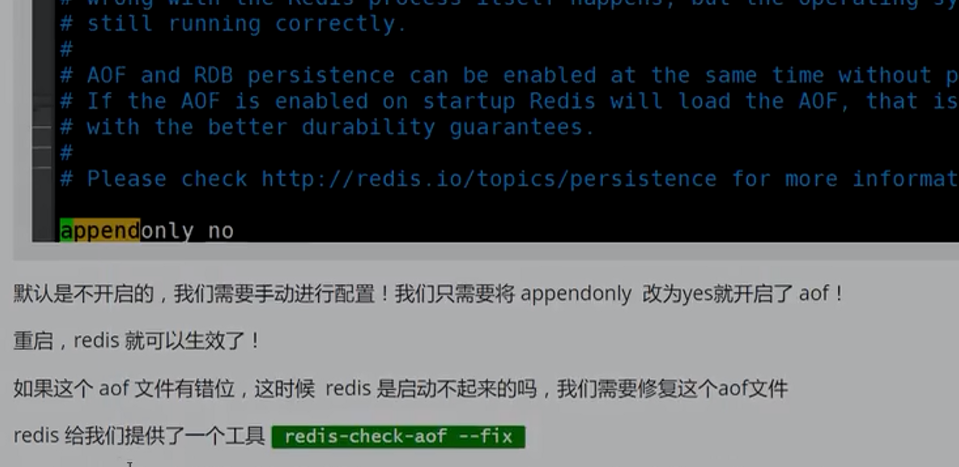 # wrong with the Redis process itself happens, but the operating sy
# still running correctly.
#
# AOF and RDB persistence can be enabled at the same time without p
# If the AOF is enabled on startup Redis will load the AOF, that is
# with the better durability guarantees.
#
# Please check http://redis.io/topics/persistence for more informat
appendonly no
默认是不开启的，我们需要手动进行配置！我们只需要将 appendonly 改为yes就开启了 aof！
重启，redis 就可以生效了！
如果这个 aof 文件有错位，这时候 redis 是启动不起来的吗，我们需要修复这个aof文件
redis 给我们提供了一个工具 redis-check-aof --fix